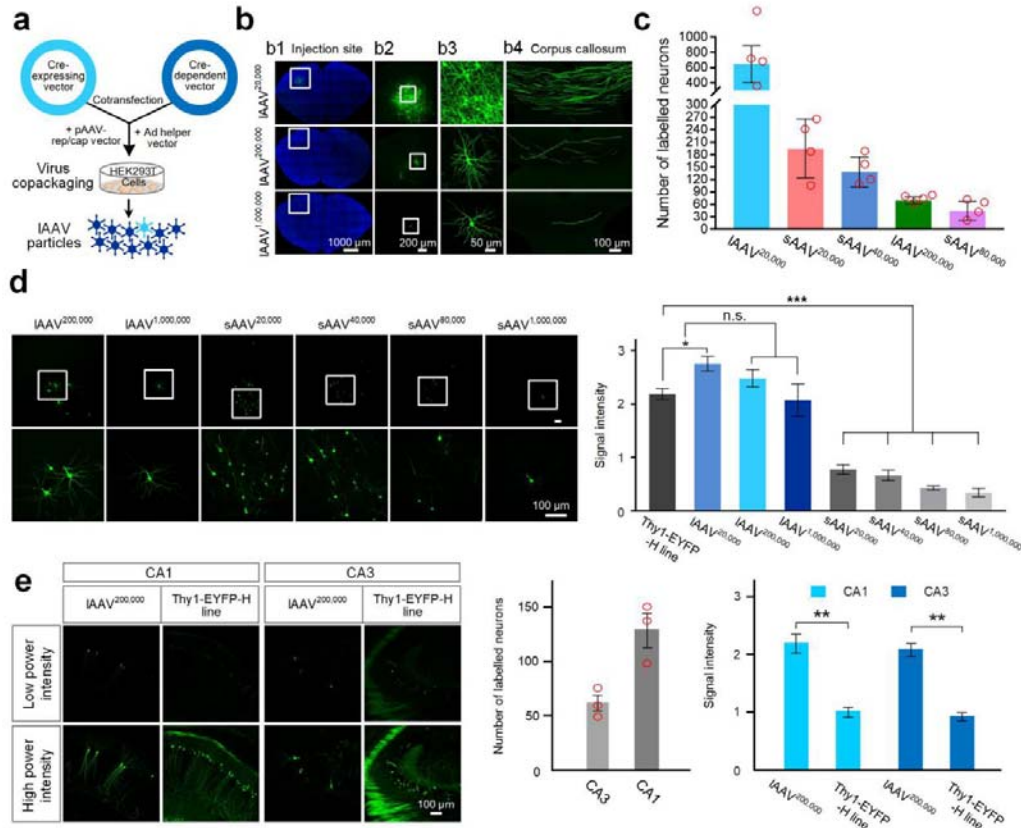 a
Cre-
expressing
vector
Cre-
dependent
vector
Cotransfection
+ pAAV-
rep/cap vector
+ Ad helper
vector
Virus
copackaging
HEK293T
Cells
IAAV
particles
b
b1 Injection site
b2
b3
b4 Corpus callosum
IAAV20,000
IAAV200,000
IAAV1,000,000
1000 µm
200 µm
50 µm
100 µm
c
Number of labelled neurons
1000
800
600
400
300
270
240
210
180
150
120
90
60
30
0
IAAV20,000
sAAV20,000
sAAV40,000
IAAV200,000
sAAV80,000
d
IAAV200,000
IAAV1,000,000
sAAV20,000
sAAV40,000
sAAV80,000
sAAV1,000,000
100 µm
Signal intensity
3
2
1
0
***
n.s.
*
Thy1-EYFP
-H line
IAAV20,000
IAAV200,000
IAAV1,000,000
sAAV20,000
sAAV40,000
sAAV80,000
sAAV1,000,000
e
CA1
CA3
IAAV200,000
Thy1-EYFP-H
line
IAAV200,000
Thy1-EYFP-H
line
Low power
intensity
High power
intensity
100 µm
Number of labelled neurons
150
100
50
0
CA3
CA1
CA1
CA3
Signal intensity
2
1
0
**
**
IAAV200,000
Thy1-EYFP
-H line
IAAV200,000
Thy1-EYFP
-H line